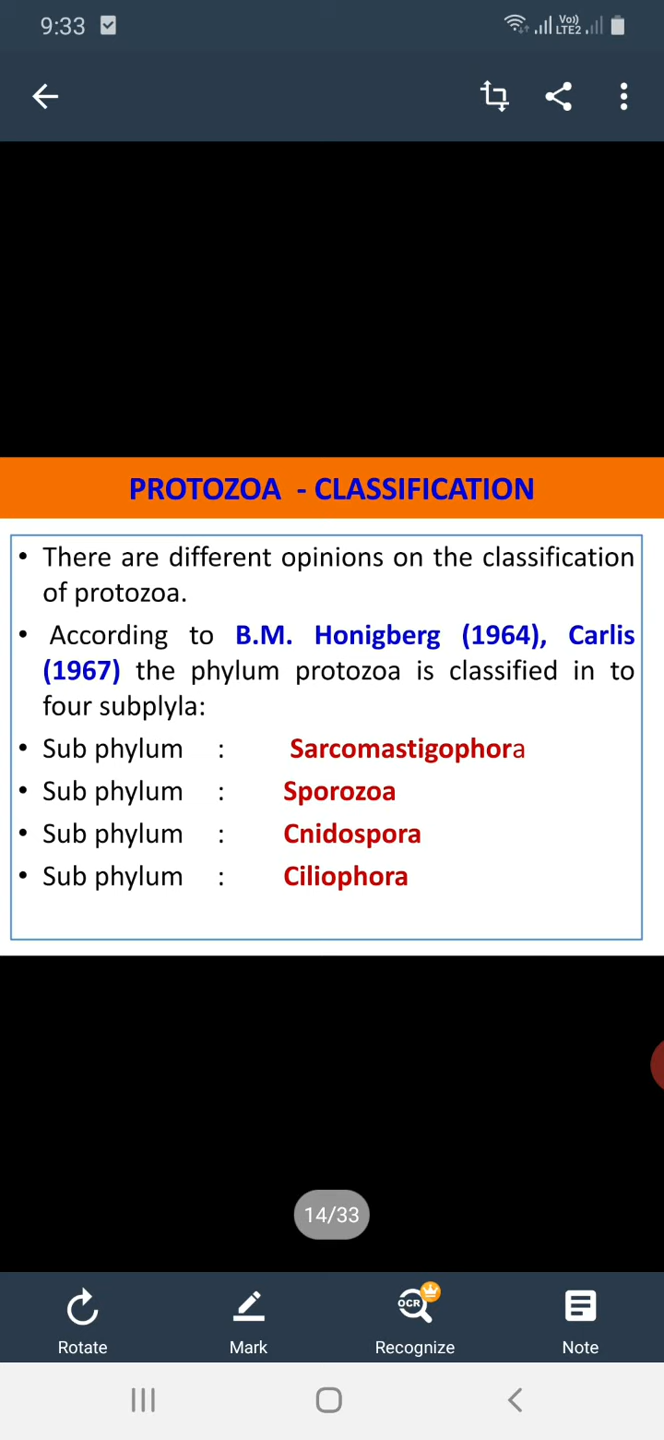 9:33
Vo)) LTE2
PROTOZOA - CLASSIFICATION
• There are different opinions on the classification
of protozoa.
• According to B.M. Honigberg (1964), Carlis
(1967) the phylum protozoa is classified in to
four subplyla:
• Sub phylum : Sarcomastigophora
• Sub phylum : Sporozoa
• Sub phylum : Cnidospora
• Sub phylum : Ciliophora
14/33
OCR
Rotate Mark Recognize Note